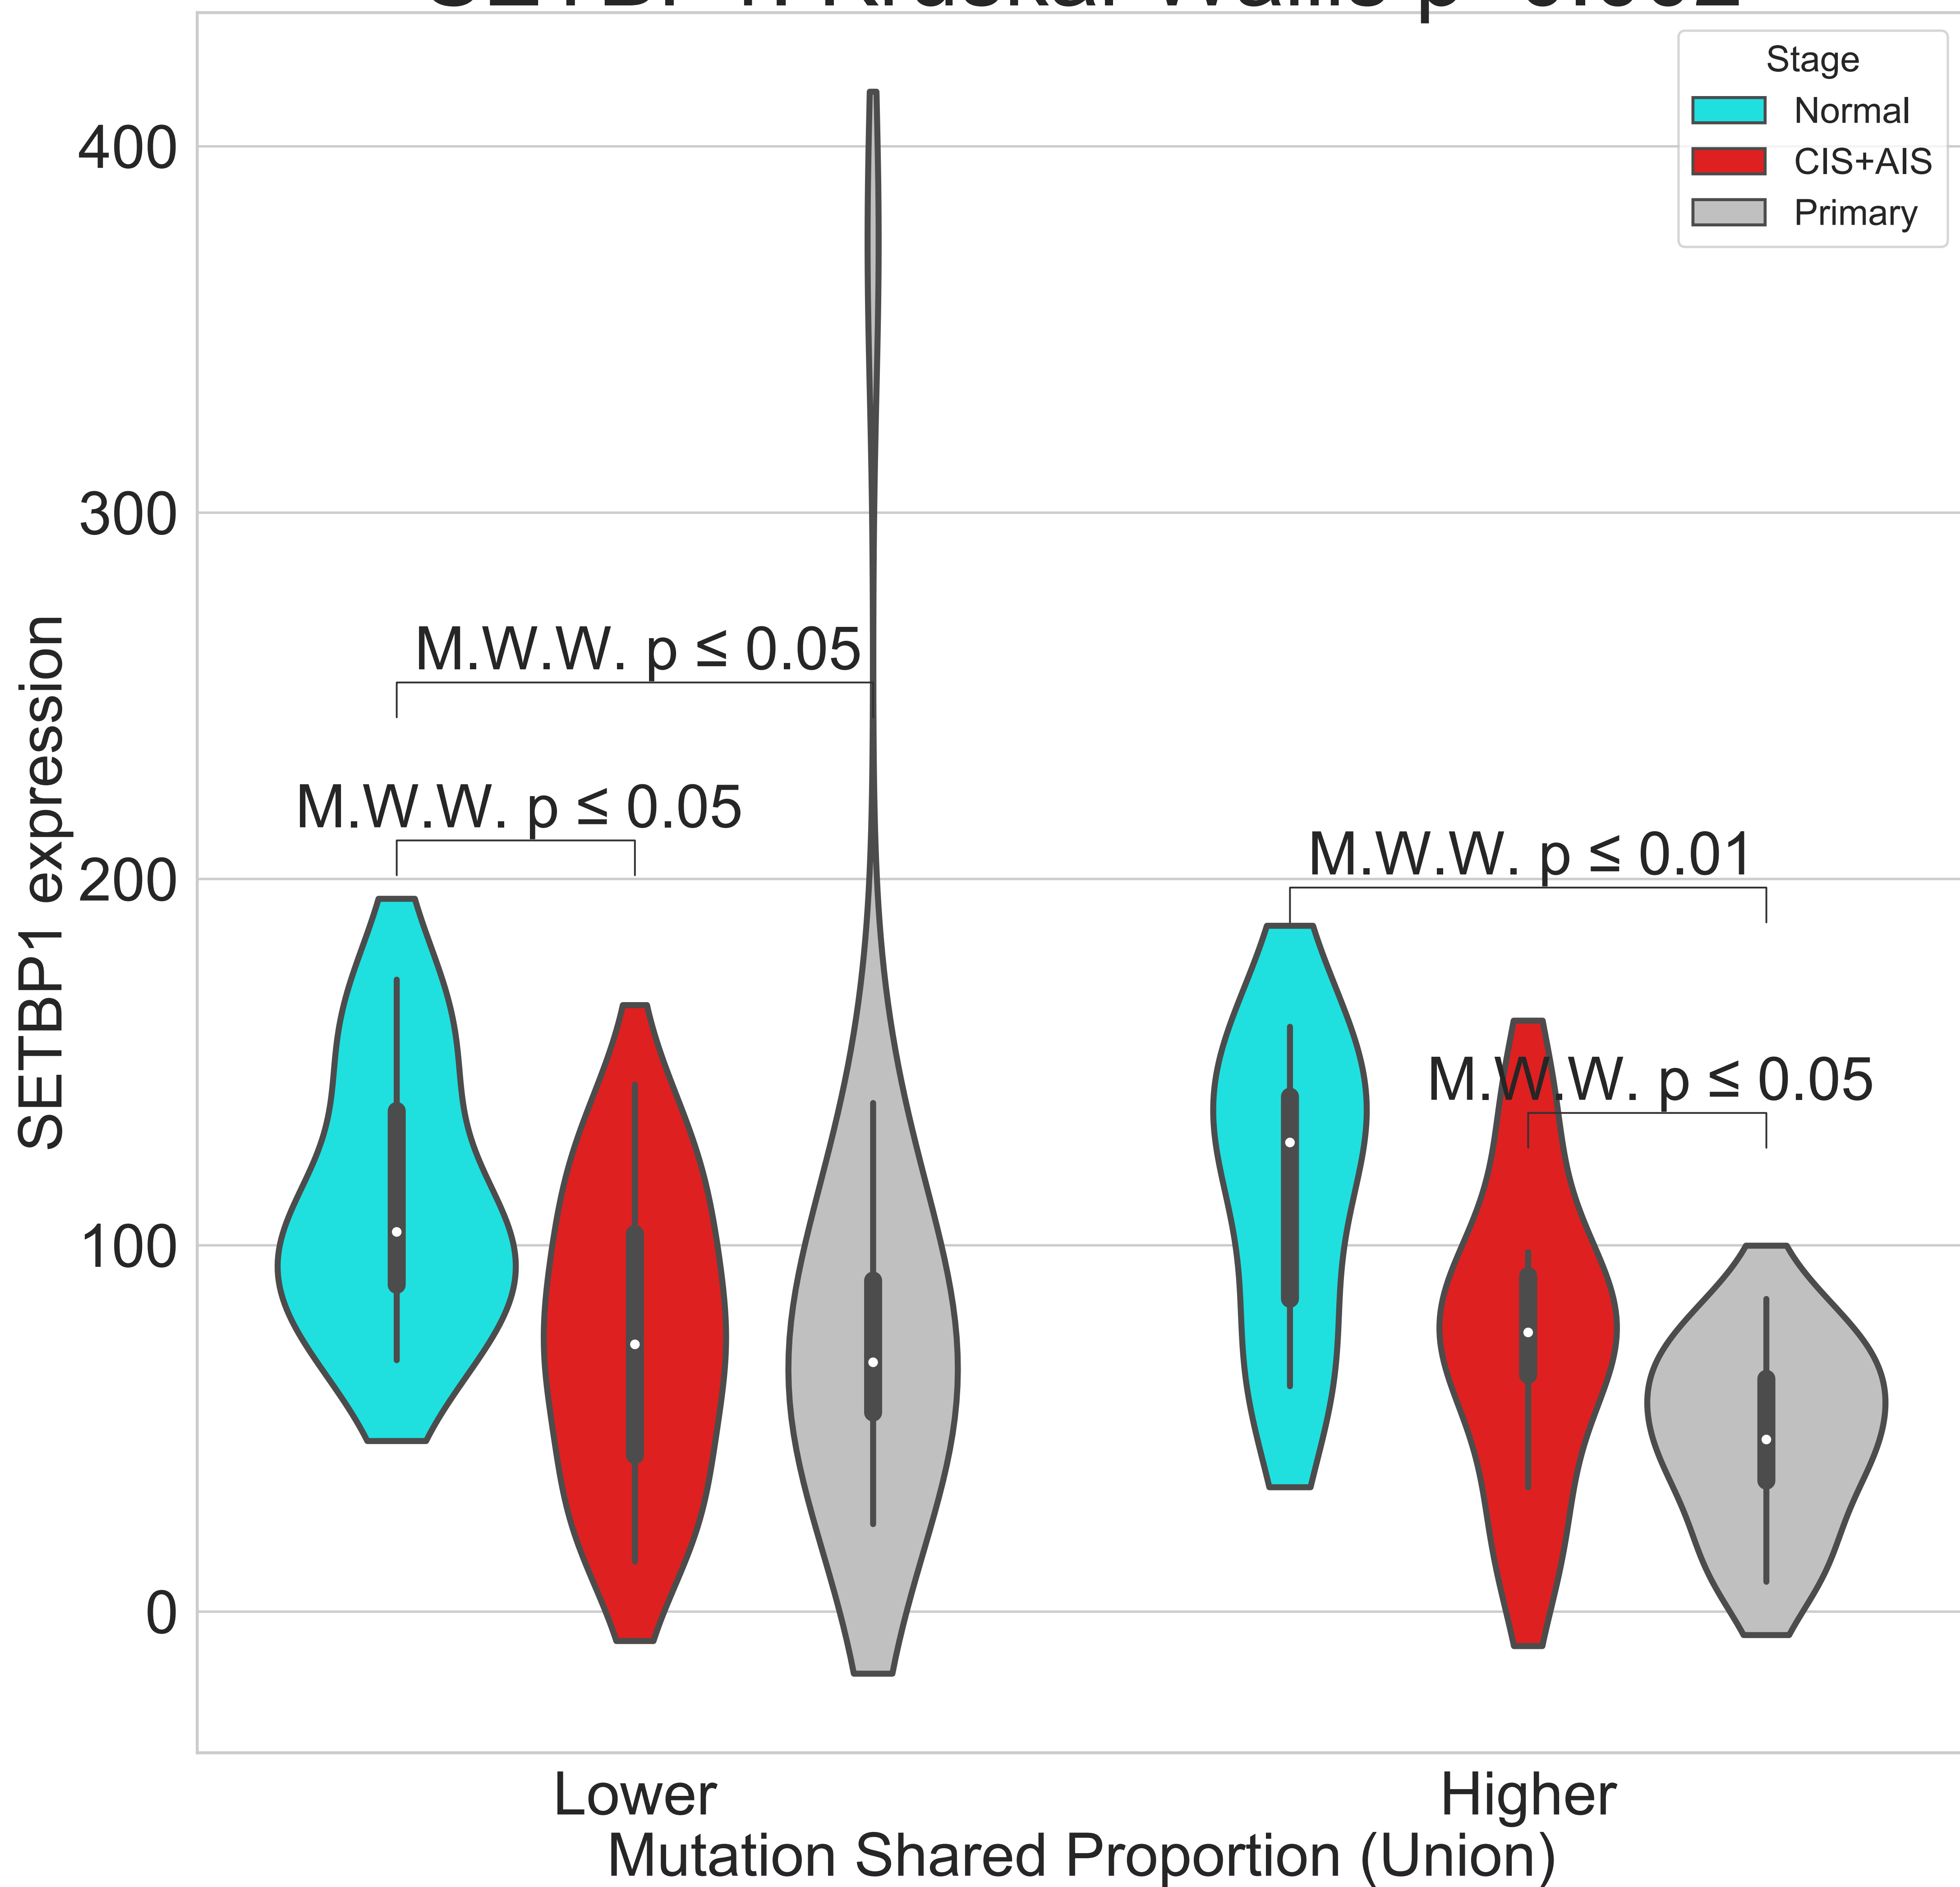 Stage
Normal
CIS+AIS
Primary
400
300
200
100
0
SETBP1 expression
M.W.W. p ≤ 0.05
M.W.W. p ≤ 0.05
M.W.W. p ≤ 0.01
M.W.W. p ≤ 0.05
Lower
Higher
Mutation Shared Proportion (Union)